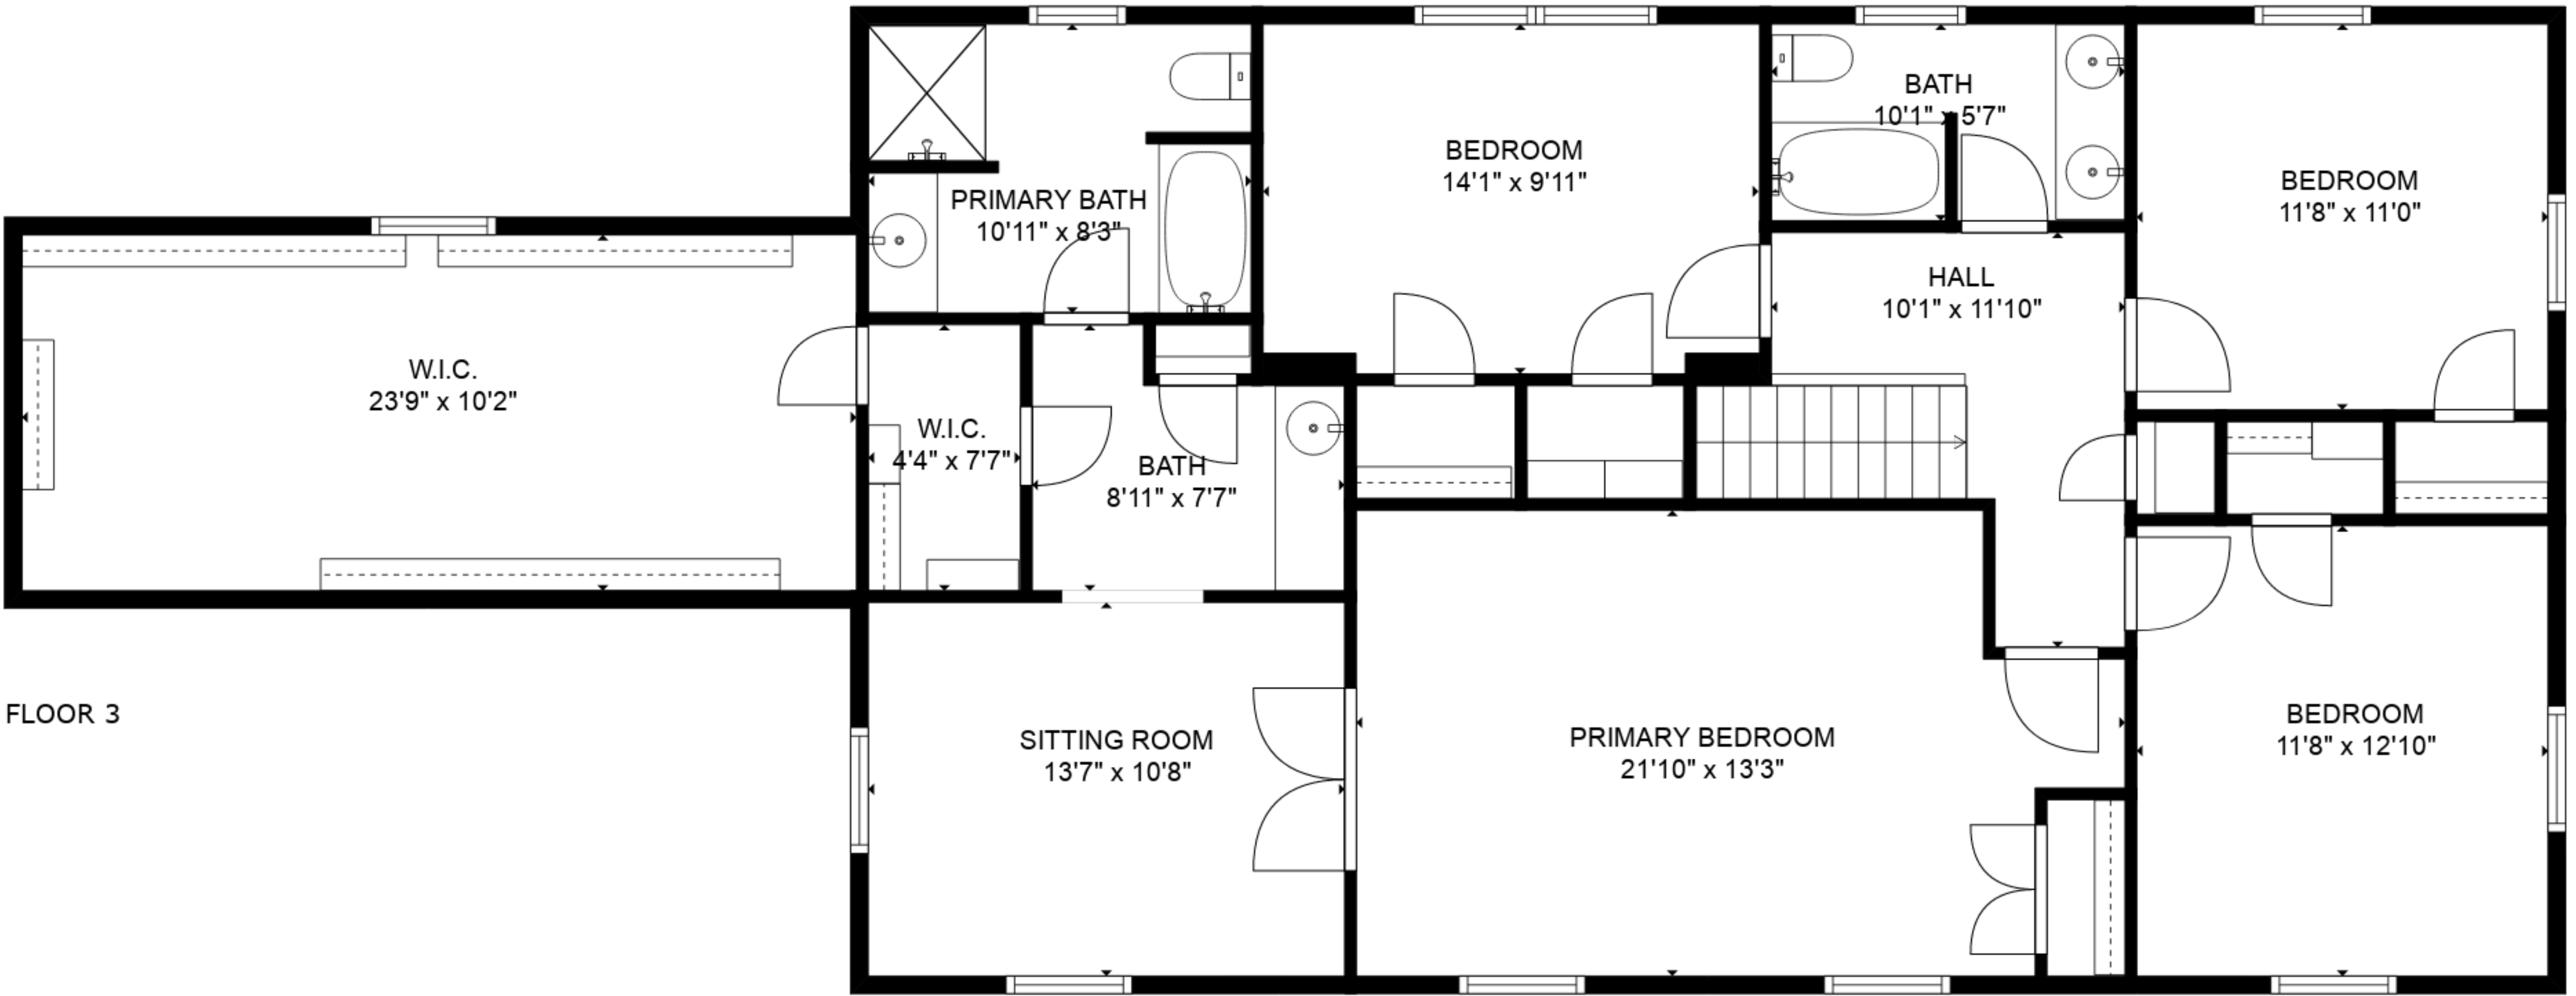 PRIMARY BATH
10'11" x 8'3"
BEDROOM
14'1" x 9'11"
BATH
10'1" x 5'7"
BEDROOM
11'8" x 11'0"
HALL
10'1" x 11'10"
W.I.C.
23'9" x 10'2"
W.I.C.
4'4" x 7'7"
BATH
8'11" x 7'7"
FLOOR 3
SITTING ROOM
13'7" x 10'8"
PRIMARY BEDROOM
21'10" x 13'3"
BEDROOM
11'8" x 12'10"